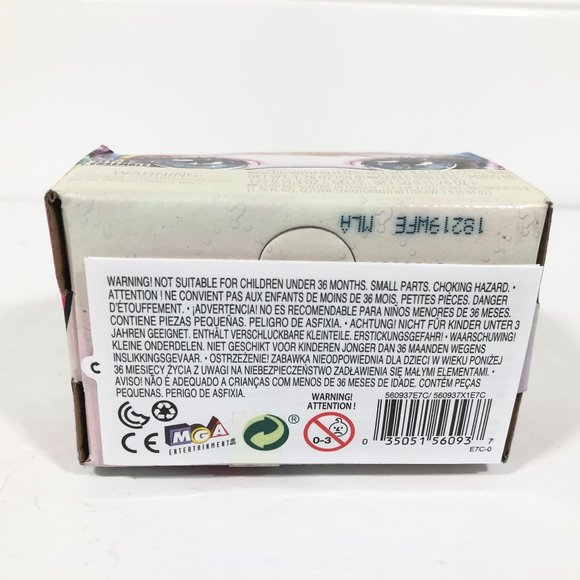 WARNING:
18219WFE MLA
WARNING! NOT SUITABLE FOR CHILDREN UNDER 36 MONTHS. SMALL PARTS. CHOKING HAZARD. •
ATTENTION ! NE CONVIENT PAS AUX ENFANTS DE MOINS DE 36 MOIS, PETITES PIÈCES. DANGER
D'ÉTOUFFEMENT. • ¡ADVERTENCIA! NO ES RECOMENDABLE PARA NIÑOS MENORES DE 36 MESES.
CONTIENE PIEZAS PEQUEÑAS. PELIGRO DE ASFIXIA. • ACHTUNG! NICHT FÜR KINDER UNTER 3
JAHREN GEEIGNET. ENTHÄLT VERSCHLUCKBARE KLEINTEILE. ERSTICKUNGSGEFAHR! • WAARSCHUWING!
KLEINE ONDERDELEN. NIET GESCHIKT VOOR KINDEREN JONGER DAN 36 MAANDEN WEGENS
INSLIKKINGSGEVAAR. • OSTRZEŻENIE! ZABAWKA NIEODPOWIEDNIA DLA DZIECI W WIEKU PONIŻEJ
36 MIESIĘCY ŻYCIA Z UWAGI NA NIEBEZPIECZEŃSTWO ZADŁAWIENIA SIĘ MAŁYMI ELEMENTAMI. •
AVISO! NÃO É ADEQUADO A CRIANÇAS COM MENOS DE 36 MESES DE IDADE. CONTÉM PEÇAS
PEQUENAS. PERIGO DE ASFIXIA.
CE
MGA
ENTERTAINMENT®
®
WARNING!
ATTENTION !
0-3
560937E7C/ 560937X1E7C
0 35051 56093 7
E7C-0